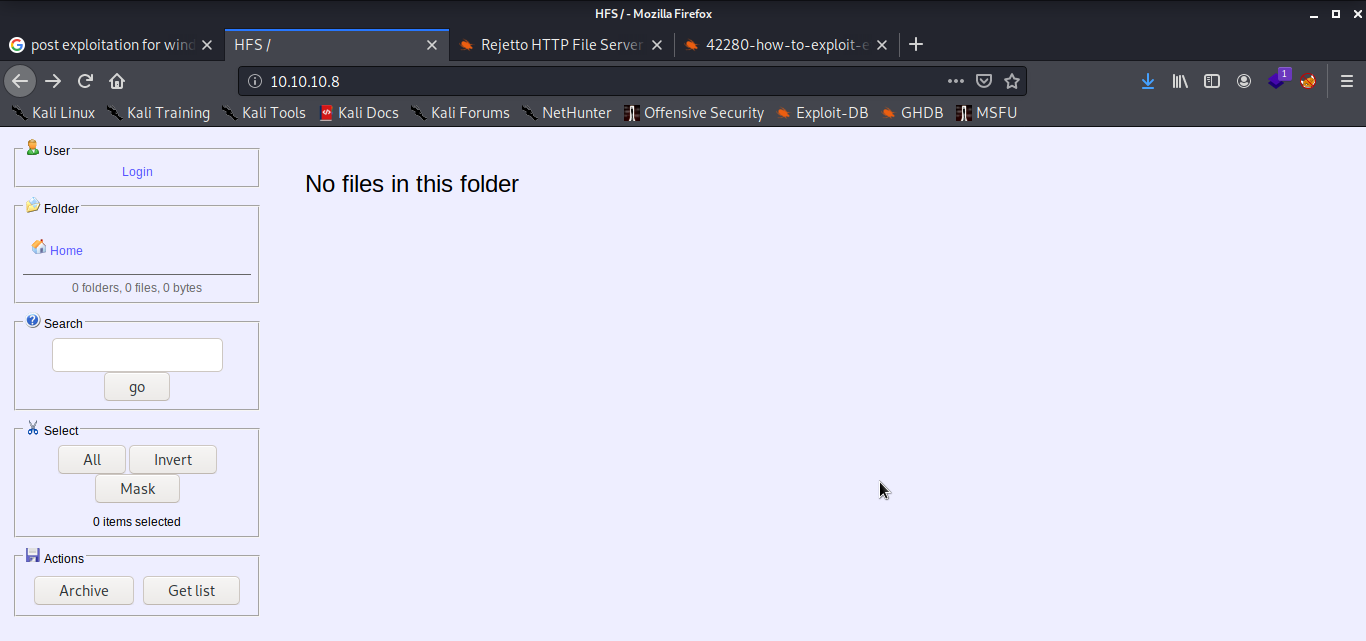 HFS / - Mozilla Firefox
post exploitation for wind
HFS /
Rejetto HTTP File Server
42280-how-to-exploit-e
10.10.10.8
1
Kali Linux Kali Training Kali Tools Kali Docs Kali Forums NetHunter Offensive Security Exploit-DB GHDB MSFU
User
Login
Folder
Home
0 folders, 0 files, 0 bytes
Search
go
Select
All Invert
Mask
0 items selected
Actions
Archive Get list
No files in this folder